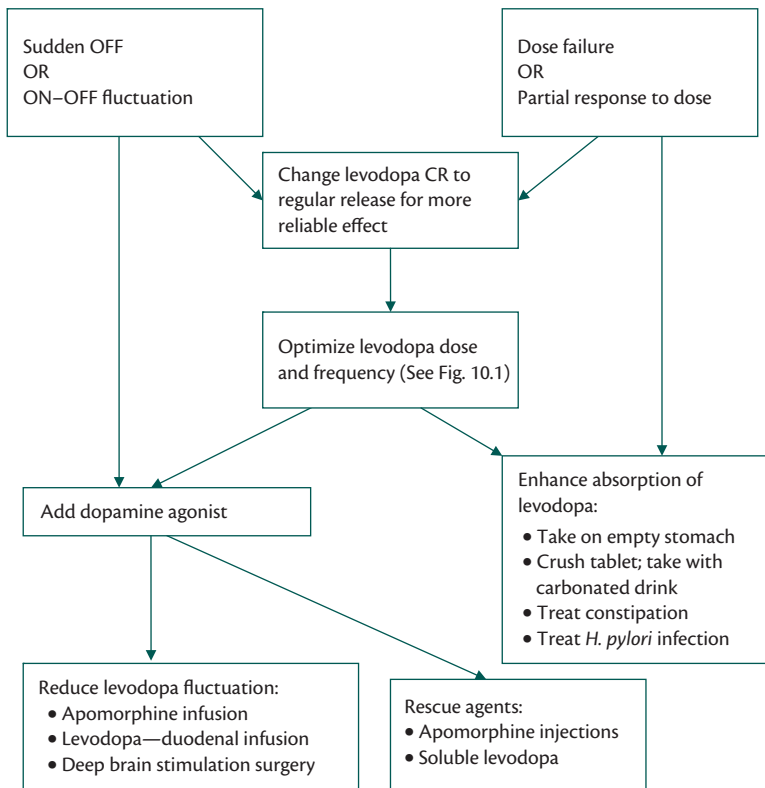 Sudden OFF
OR
ON–OFF fluctuation
Dose failure
OR
Partial response to dose
Change levodopa CR to
regular release for more
reliable effect
Optimize levodopa dose
and frequency (See Fig. 10.1)
Add dopamine agonist
Enhance absorption of
levodopa:
• Take on empty stomach
• Crush tablet; take with
carbonated drink
• Treat constipation
• Treat H. pylori infection
Reduce levodopa fluctuation:
• Apomorphine infusion
• Levodopa—duodenal infusion
• Deep brain stimulation surgery
Rescue agents:
• Apomorphine injections
• Soluble levodopa